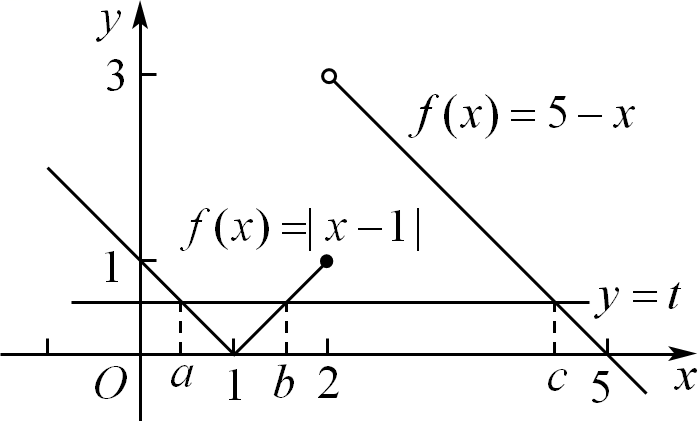 y
3
f(x) = 5 − x
f(x) =| x − 1 |
1
y = t
O a 1 b 2 c 5 x